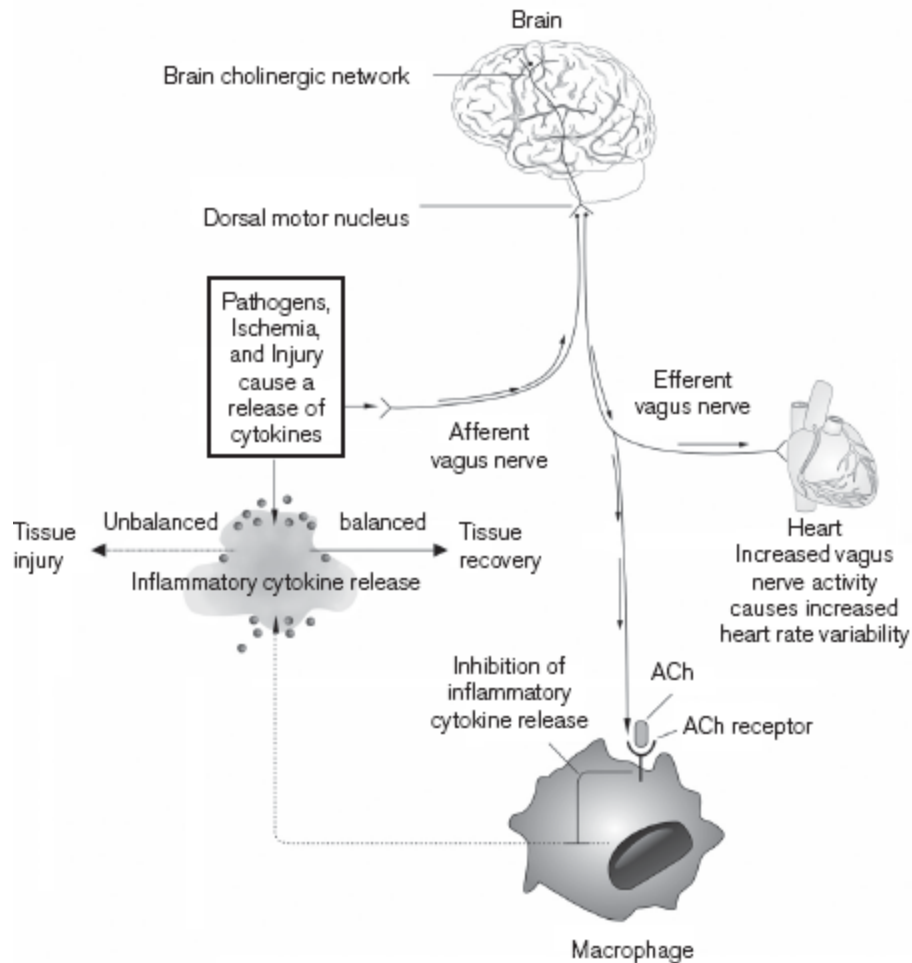 Brain
Brain cholinergic network
Dorsal motor nucleus
Pathogens,
Ischemia,
and Injury
cause a
release of
cytokines
Afferent
vagus nerve
Efferent
vagus nerve
Heart
Increased vagus
nerve activity
causes increased
heart rate variability
Unbalanced
balanced
Tissue
injury
Tissue
recovery
Inflammatory cytokine release
Inhibition of
inflammatory
cytokine release
ACh
ACh receptor
Macrophage